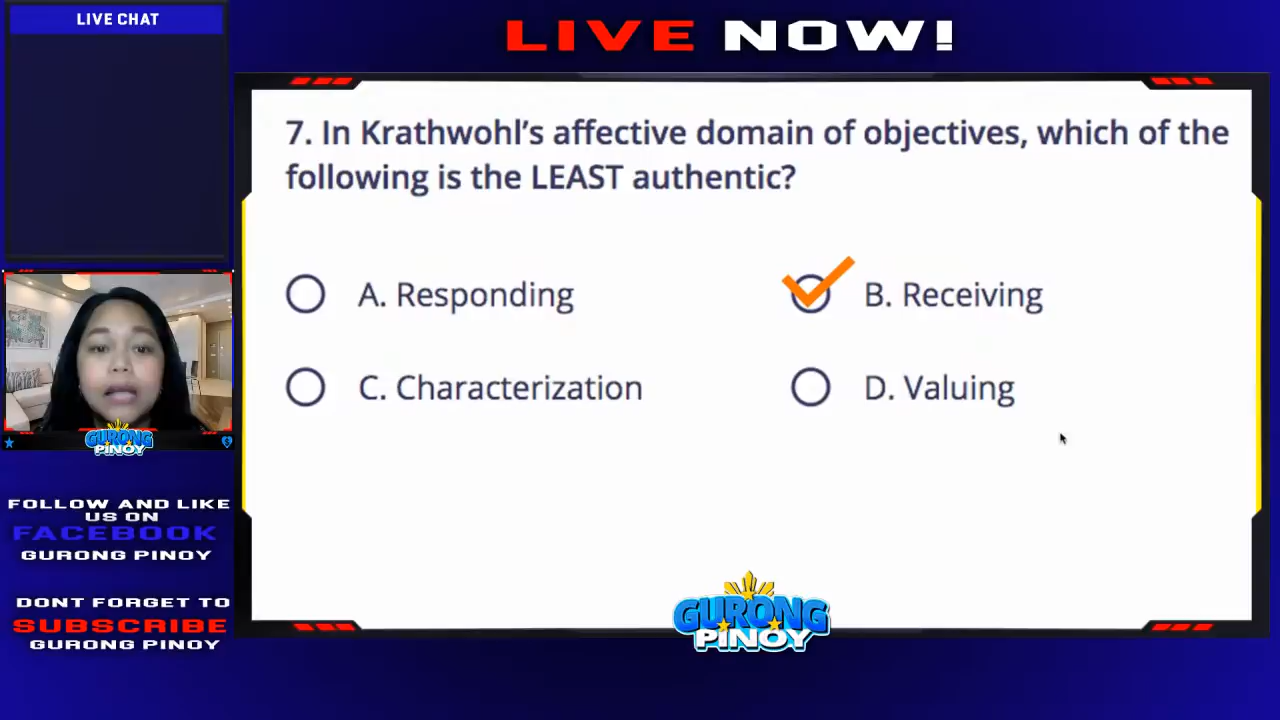 LIVE CHAT
LIVE NOW!
7. In Krathwohl's affective domain of objectives, which of the
following is the LEAST authentic?
A. Responding
B. Receiving
C. Characterization
D. Valuing
GURONG
PINOY
FOLLOW AND LIKE
US ON
FACEBOOK
GURONG PINOY
DONT FORGET TO
SUBSCRIBE
GURONG PINOY
GURONG
PINOY